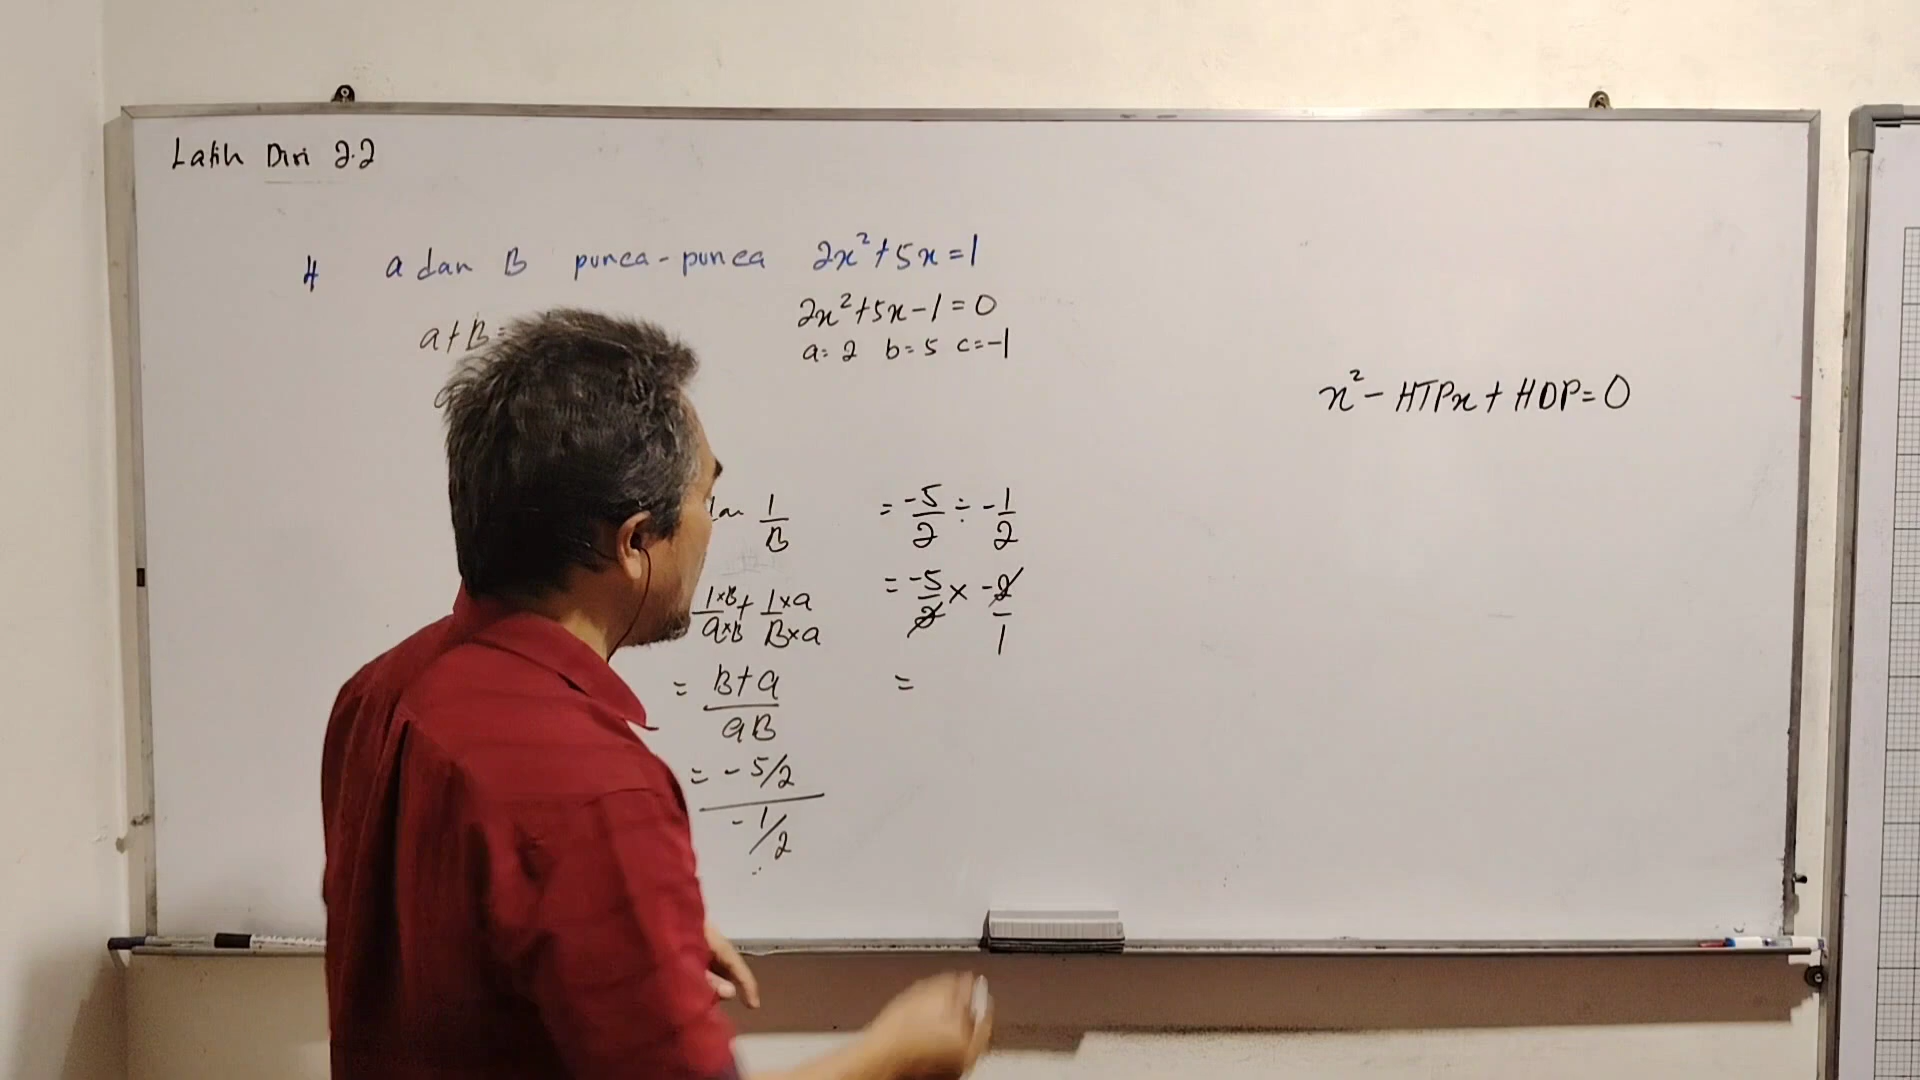 Latih Diri 2.2
4 a dan B punca-punca 2x²+5x=1
a+B=
2x²+5x-1=0
a=2 b=5 c=-1
x²-HTPx+HDP=0
1/B
= -5/2 ÷ -1/2
1×B/a×B + 1×a/B×a
= -5/2 × -2/1
= B+a/aB
=
= -5/2 / -1/2